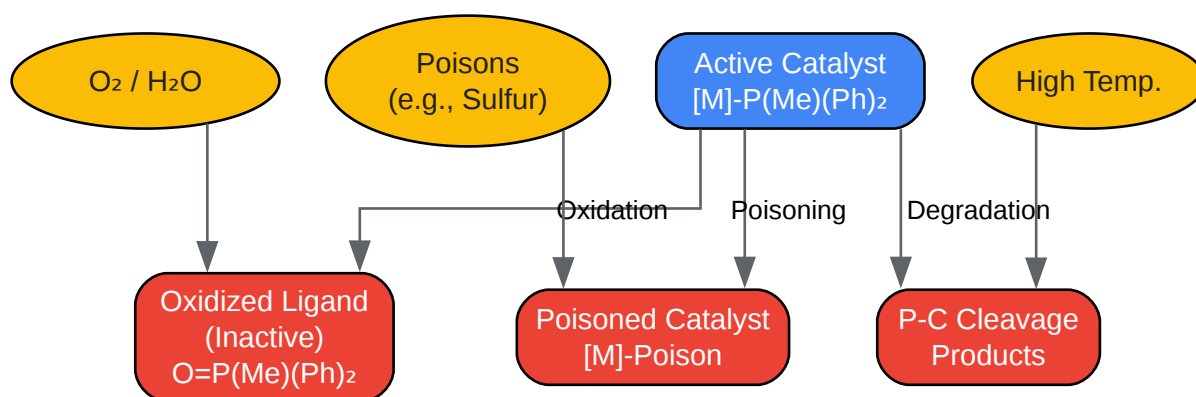 O₂ / H₂O
Poisons
(e.g., Sulfur)
Active Catalyst
[M]-P(Me)(Ph)₂
High Temp.
Oxidation
Poisoning
Degradation
Oxidized Ligand
(Inactive)
O=P(Me)(Ph)₂
Poisoned Catalyst
[M]-Poison
P-C Cleavage
Products